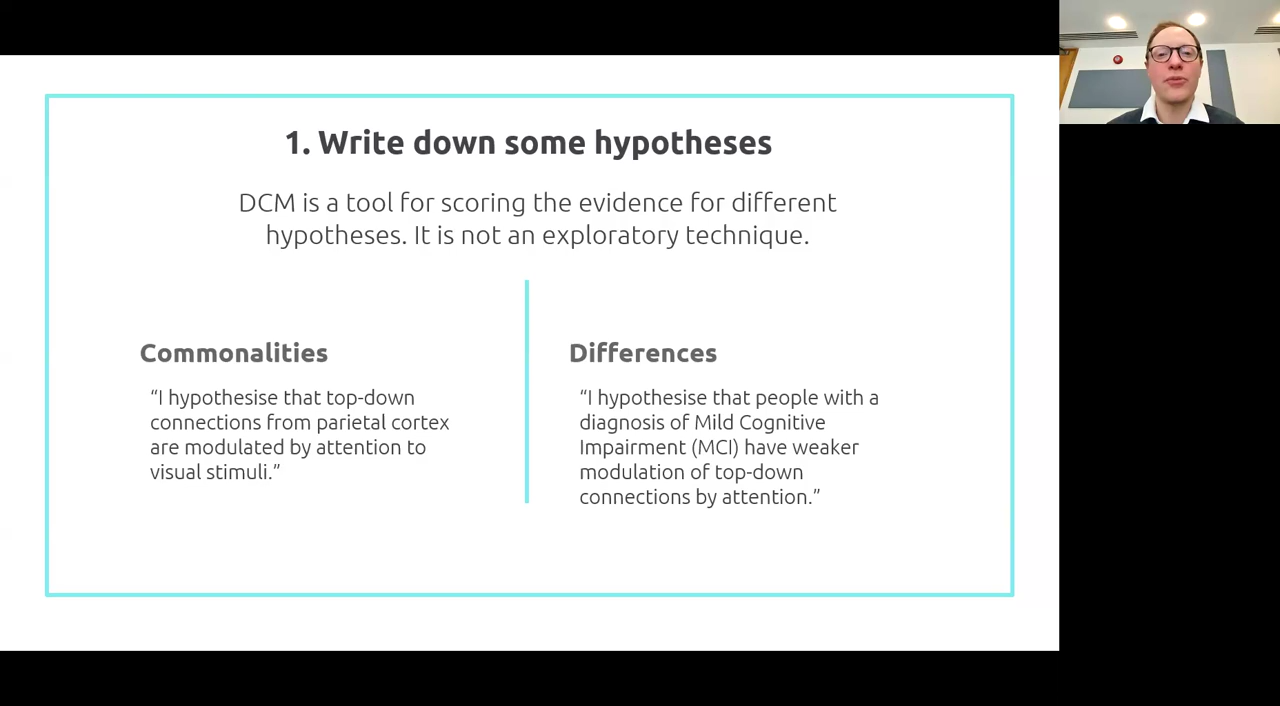 1. Write down some hypotheses
DCM is a tool for scoring the evidence for different
hypotheses. It is not an exploratory technique.
Commonalities
“I hypothesise that top-down
connections from parietal cortex
are modulated by attention to
visual stimuli.”
Differences
“I hypothesise that people with a
diagnosis of Mild Cognitive
Impairment (MCI) have weaker
modulation of top-down
connections by attention.”